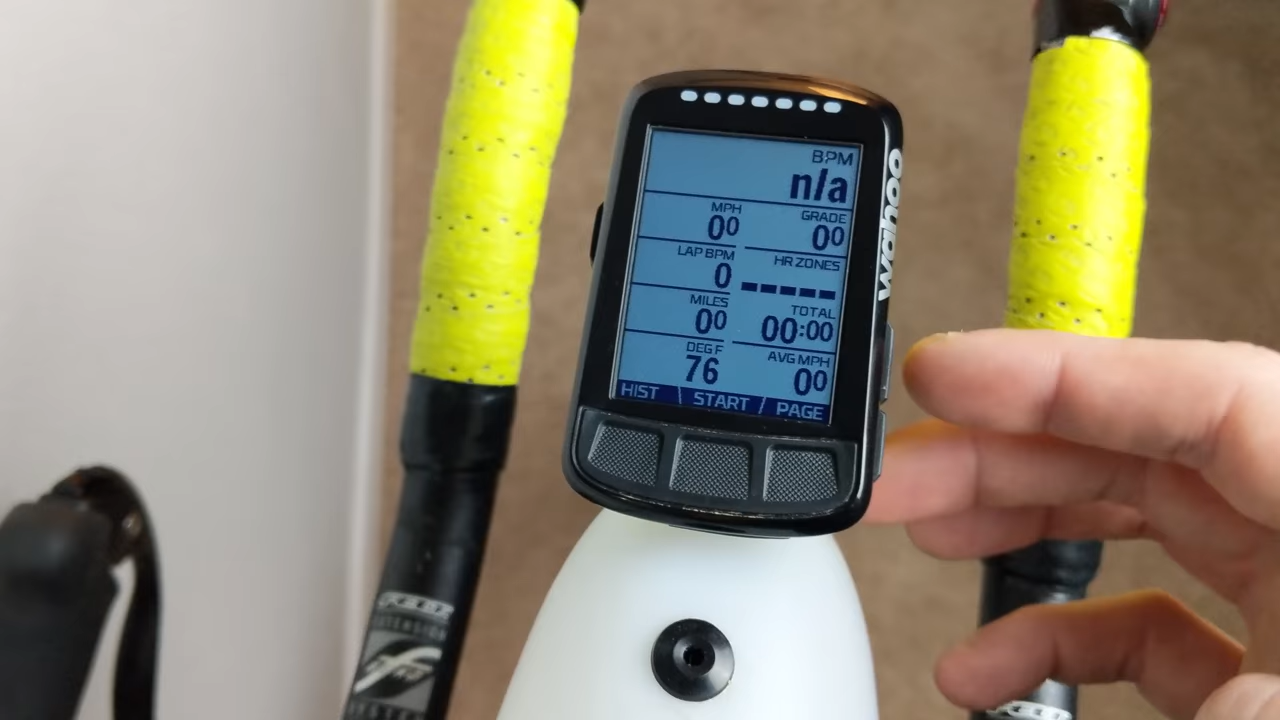 BPM
n/a
MPH
0⁰
GRADE
0⁰
LAP BPM
0
HR ZONES
MILES
0⁰
TOTAL
00:00
DEG F
76
AVG MPH
0⁰
HIST \ START / PAGE
wahoo
EXTENSION